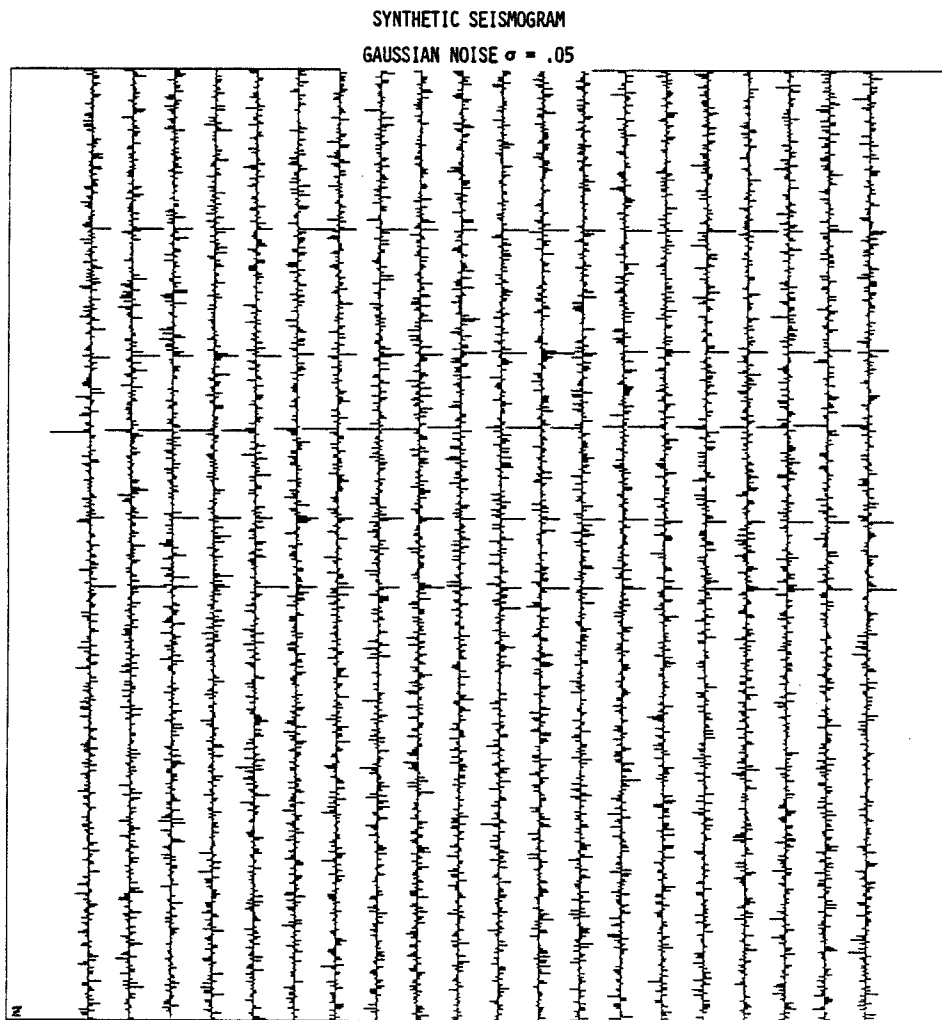 SYNTHETIC SEISMOGRAM
GAUSSIAN NOISE σ = .05